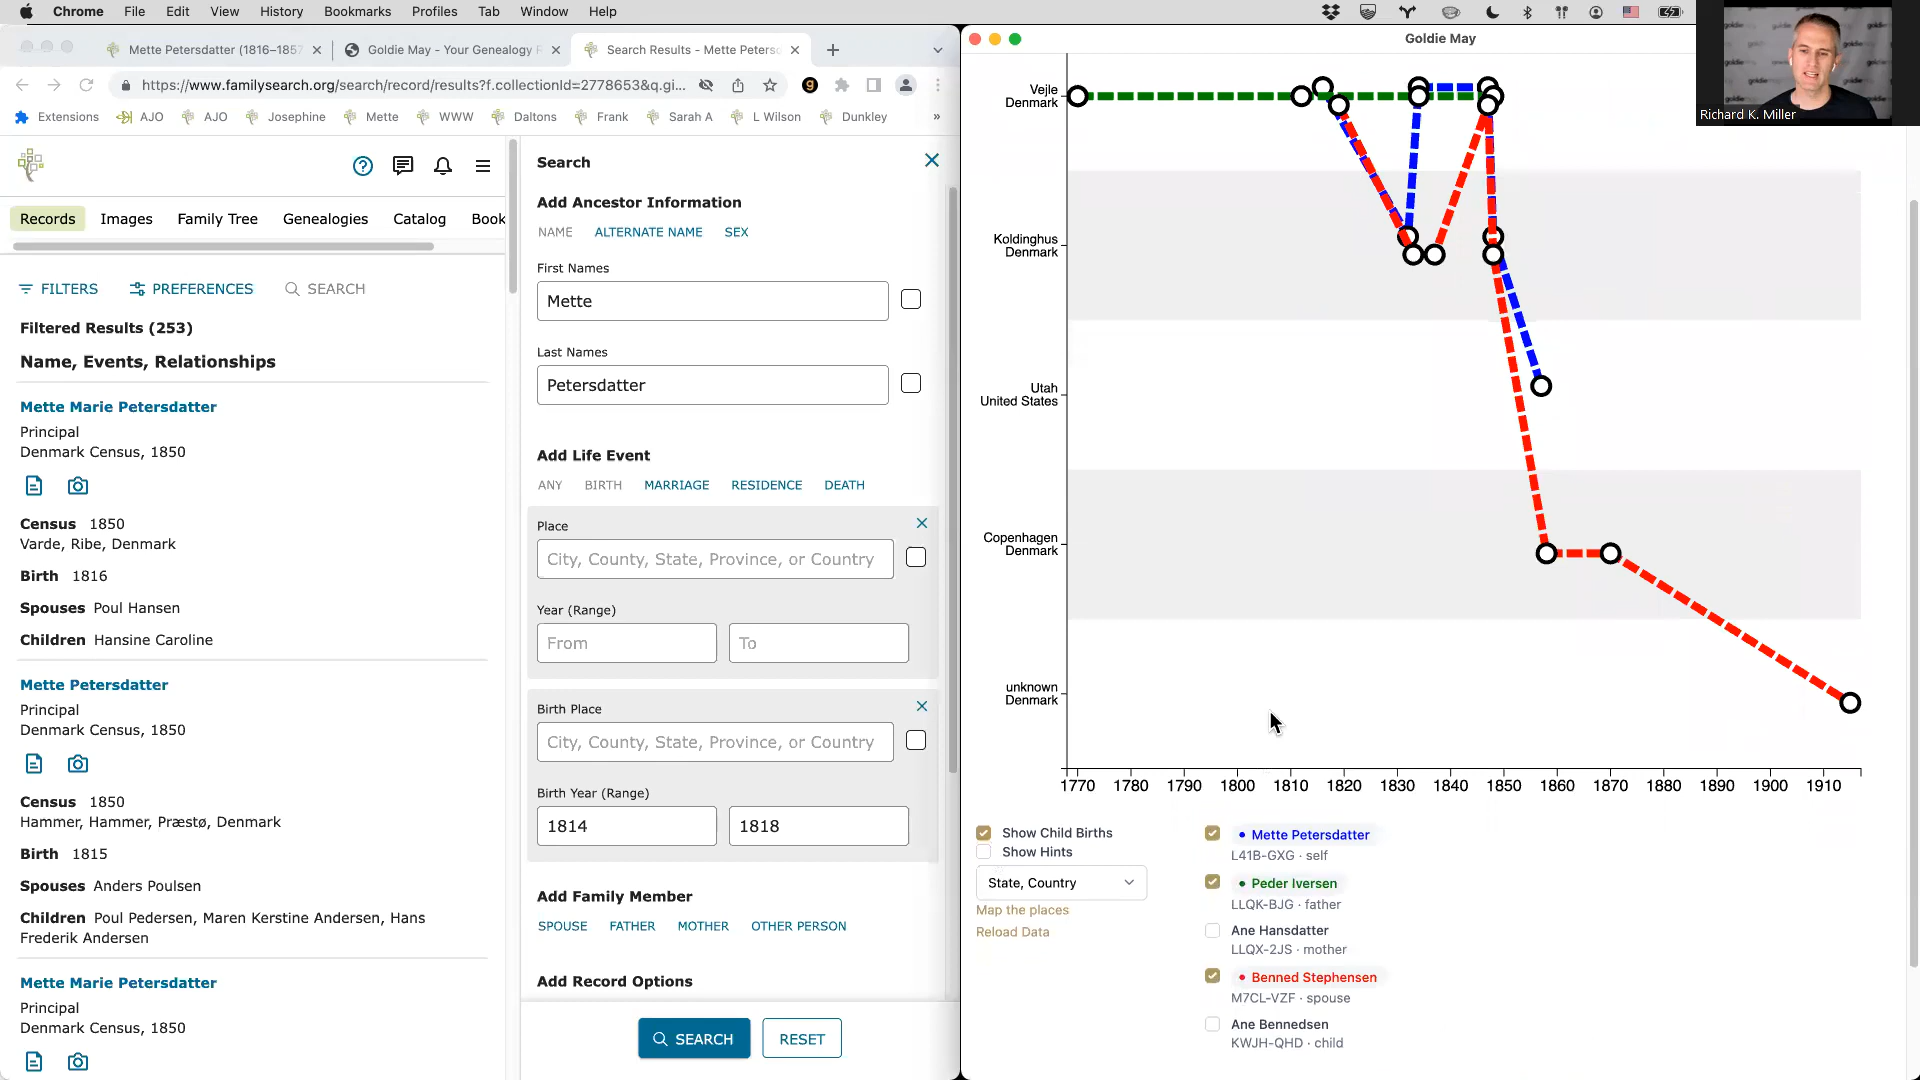 Chrome File Edit View History Bookmarks Profiles Tab Window Help
Mette Petersdatter (1816–185
Goldie May - Your Genealogy
Search Results - Mette Peters
https://www.familysearch.org/search/record/results?f.collectionId=2778653&q.gi...
Extensions AJO AJO Josephine Mette WWW Daltons Frank Sarah A L Wilson Dunkley »
Records Images Family Tree Genealogies Catalog Book
FILTERS PREFERENCES SEARCH
Filtered Results (253)
Name, Events, Relationships
Mette Marie Petersdatter
Principal
Denmark Census, 1850
Census 1850
Varde, Ribe, Denmark
Birth 1816
Spouses Poul Hansen
Children Hansine Caroline
Mette Petersdatter
Principal
Denmark Census, 1850
Census 1850
Hammer, Hammer, Præstø, Denmark
Birth 1815
Spouses Anders Poulsen
Children Poul Pedersen, Maren Kerstine Andersen, Hans
Frederik Andersen
Mette Marie Petersdatter
Principal
Denmark Census, 1850
Search
Add Ancestor Information
NAME ALTERNATE NAME SEX
First Names
Mette
Last Names
Petersdatter
Add Life Event
ANY BIRTH MARRIAGE RESIDENCE DEATH
Place
City, County, State, Province, or Country
Year (Range)
From To
Birth Place
City, County, State, Province, or Country
Birth Year (Range)
1814 1818
Add Family Member
SPOUSE FATHER MOTHER OTHER PERSON
Add Record Options
SEARCH RESET
Goldie May
Richard K. Miller
Vejle
Denmark
Koldinghus
Denmark
Utah
United States
Copenhagen
Denmark
unknown
Denmark
1770 1780 1790 1800 1810 1820 1830 1840 1850 1860 1870 1880 1890 1900 1910
Show Child Births
Show Hints
State, Country
Map the places
Reload Data
• Mette Petersdatter
L41B-GXG · self
• Peder Iversen
LLQK-BJG · father
Ane Hansdatter
LLQX-2JS · mother
• Benned Stephensen
M7CL-VZF · spouse
Ane Bennedsen
KWJH-QHD · child